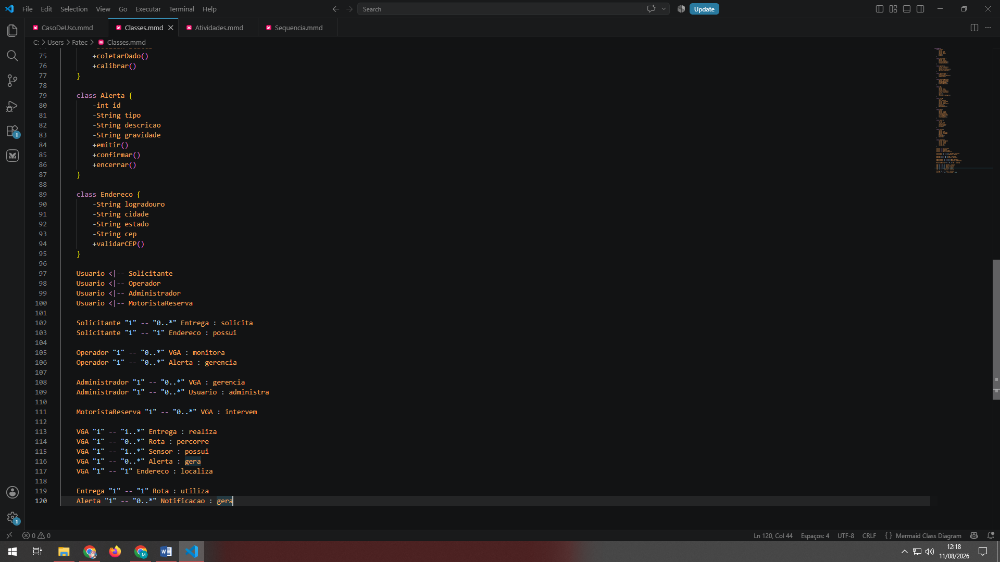 File Edit Selection View Go Executar Terminal Help
Search
Update
CasoDeUso.mmd
Classes.mmd
Atividades.mmd
Sequencia.mmd
C: > Users > Fatec > Classes.mmd
75 +coletarDado()
76 +calibrar()
77 }
78
79 class Alerta {
80 -int id
81 -String tipo
82 -String descricao
83 -String gravidade
84 +emitir()
85 +confirmar()
86 +encerrar()
87 }
88
89 class Endereco {
90 -String logradouro
91 -String cidade
92 -String estado
93 -String cep
94 +validarCEP()
95 }
96
97 Usuario <|-- Solicitante
98 Usuario <|-- Operador
99 Usuario <|-- Administrador
100 Usuario <|-- MotoristaReserva
101
102 Solicitante "1" -- "0..*" Entrega : solicita
103 Solicitante "1" -- "1" Endereco : possui
104
105 Operador "1" -- "0..*" VGA : monitora
106 Operador "1" -- "0..*" Alerta : gerencia
107
108 Administrador "1" -- "0..*" VGA : gerencia
109 Administrador "1" -- "0..*" Usuario : administra
110
111 MotoristaReserva "1" -- "0..*" VGA : intervem
112
113 VGA "1" -- "1..*" Entrega : realiza
114 VGA "1" -- "0..*" Rota : percorre
115 VGA "1" -- "1..*" Sensor : possui
116 VGA "1" -- "0..*" Alerta : gera
117 VGA "1" -- "1" Endereco : localiza
118
119 Entrega "1" -- "1" Rota : utiliza
120 Alerta "1" -- "0..*" Notificacao : gera
1
1
0 0
Ln 120, Col 44
Espaços: 4
UTF-8
CRLF
{ } Mermaid Class Diagram
M
W
12:18
11/08/2026